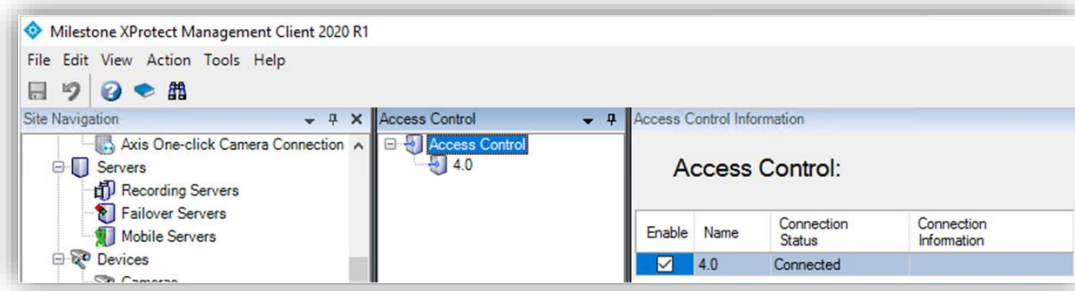 Milestone XProtect Management Client 2020 R1
File Edit View Action Tools Help
Site Navigation
Axis One-click Camera Connection
Servers
Recording Servers
Failover Servers
Mobile Servers
Devices
Cameras
Access Control
Access Control
4.0
Access Control Information
Access Control:
Enable Name Connection Status Connection Information
4.0 Connected